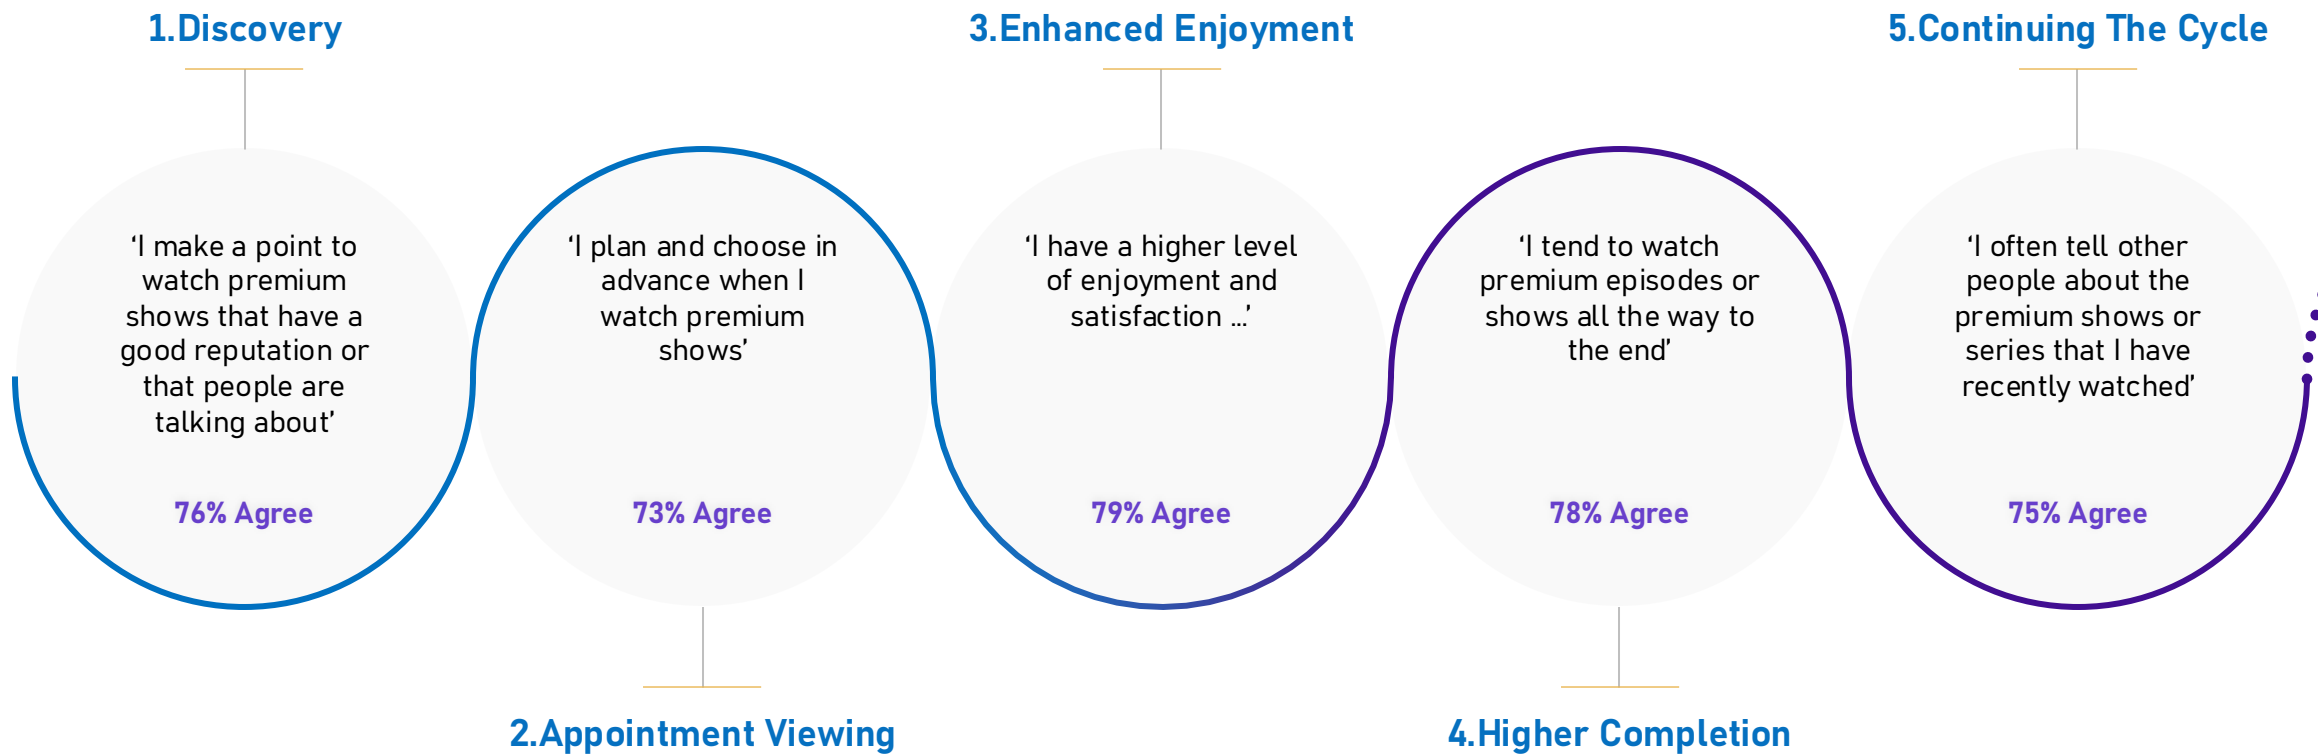 1.Discovery
‘I make a point to
watch premium
shows that have a
good reputation or
that people are
talking about’
76% Agree
2.Appointment Viewing
‘I plan and choose in
advance when I
watch premium
shows’
73% Agree
3.Enhanced Enjoyment
‘I have a higher level
of enjoyment and
satisfaction ...’
79% Agree
4.Higher Completion
‘I tend to watch
premium episodes or
shows all the way to
the end’
78% Agree
5.Continuing The Cycle
‘I often tell other
people about the
premium shows or
series that I have
recently watched’
75% Agree